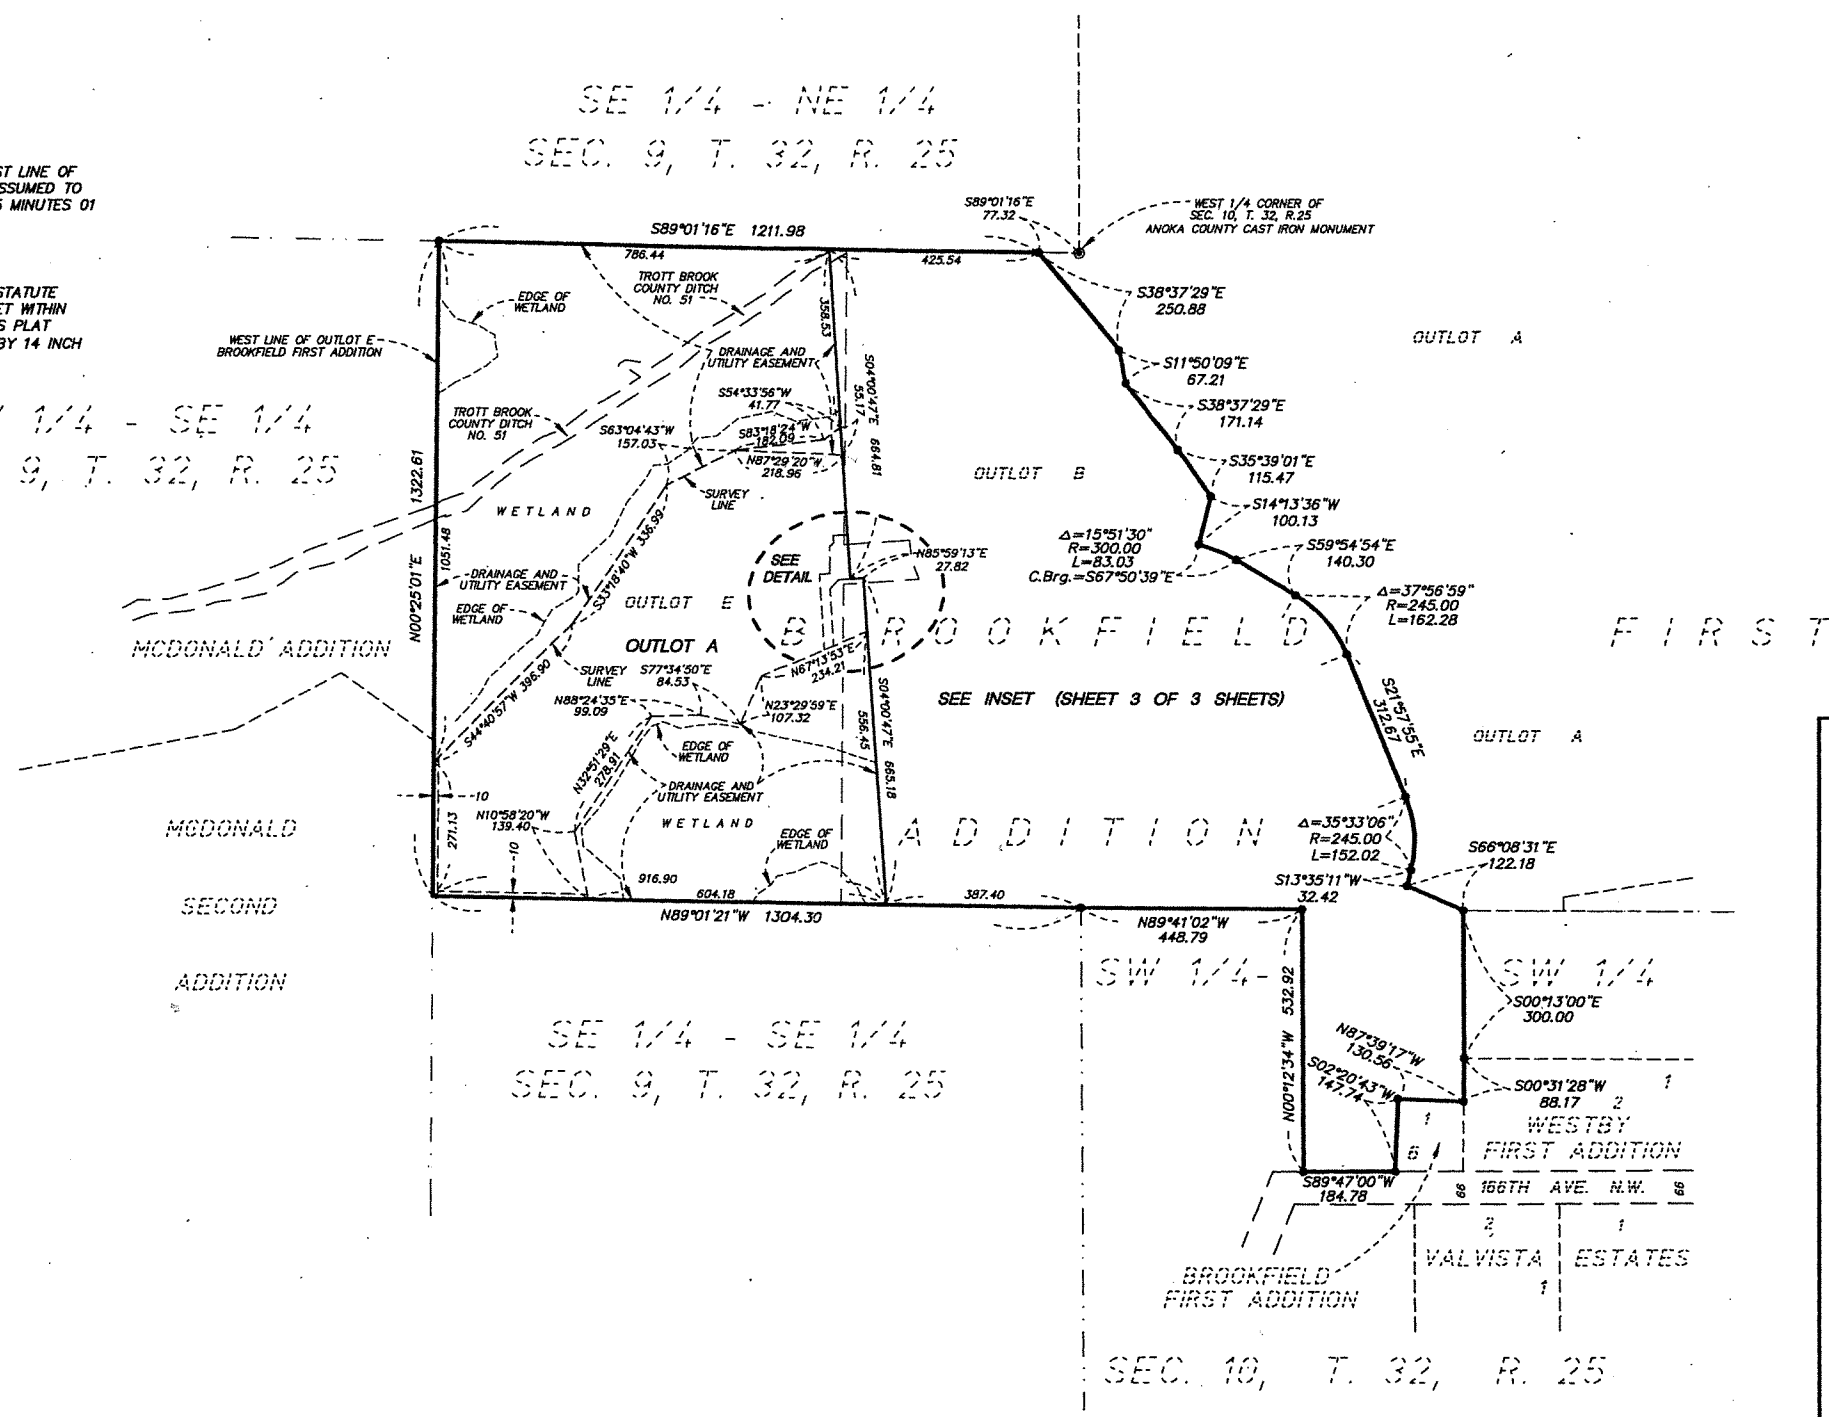 SE 1/4 - NE 1/4
SEC. 9, T. 32, R. 25
ST LINE OF
SSUMED TO
MINUTES 01
S89°01'16"E
77.32
WEST 1/4 CORNER OF
SEC. 10, T. 32, R.25
ANOKA COUNTY CAST IRON MONUMENT
S89°01'16"E 1211.98
786.44
425.54
TROTT BROOK
COUNTY DITCH
NO. 51
EDGE OF
WETLAND
STATUTE
ET WITHIN
S PLAT
BY 14 INCH
WEST LINE OF OUTLOT E
BROOKFIELD FIRST ADDITION
S38°37'29"E
250.88
OUTLOT A
358.53
DRAINAGE AND
UTILITY EASEMENT
S11°50'09"E
67.21
S04°00'47"E 664.81
55.17
S54°33'56"W
41.77
S38°37'29"E
171.14
1/4 - SE 1/4
9, T. 32, R. 25
TROTT BROOK
COUNTY DITCH
NO. 51
S63°04'43"W
157.03
S83°18'24"W
182.09
N87°29'20"W
218.96
S35°39'01"E
115.47
OUTLOT B
N00°25'01"E 1322.61
1051.48
SURVEY
LINE
WETLAND
S14°13'36"W
100.13
S33°18'40"W 336.99
Δ=15°51'30"
R=300.00
L=83.03
C.Brg.=S67°50'39"E
S59°54'54"E
140.30
SEE
DETAIL
N85°59'13"E
27.82
DRAINAGE AND
UTILITY EASEMENT
Δ=37°56'59"
R=245.00
L=162.28
EDGE OF
WETLAND
OUTLOT E
BROOKFIELD FIRST
MCDONALD ADDITION
OUTLOT A
S77°34'50"E
84.53
SURVEY
LINE
N67°13'53"E
234.21
S44°40'57"W 396.90
N88°24'35"E
99.09
N23°29'59"E
107.32
SEE INSET (SHEET 3 OF 3 SHEETS)
S21°57'55"E
312.67
OUTLOT A
S04°00'47"E 665.18
556.45
EDGE OF
WETLAND
N32°51'29"E
278.91
DRAINAGE AND
UTILITY EASEMENT
10
N10°58'20"W
139.40
WETLAND
EDGE OF
WETLAND
ADDITION
Δ=35°33'06"
R=245.00
L=152.02
MCDONALD
SECOND
ADDITION
271.13
10
S66°08'31"E
122.18
S13°35'11"W
32.42
916.90
604.18
387.40
N89°01'21"W 1304.30
N89°41'02"W
448.79
SW 1/4-
SW 1/4
N00°12'34"W 532.92
S00°13'00"E
300.00
SE 1/4 - SE 1/4
SEC. 9, T. 32, R. 25
N87°39'17"W
130.56
S02°20'43"W
147.74
S00°31'28"W
88.17
1
2
1
WESTBY
FIRST ADDITION
6
S89°47'00"W
184.78
66
166TH AVE. N.W.
66
2
1
VALVISTA ESTATES
1
BROOKFIELD
FIRST ADDITION
SEC. 10, T. 32, R. 25